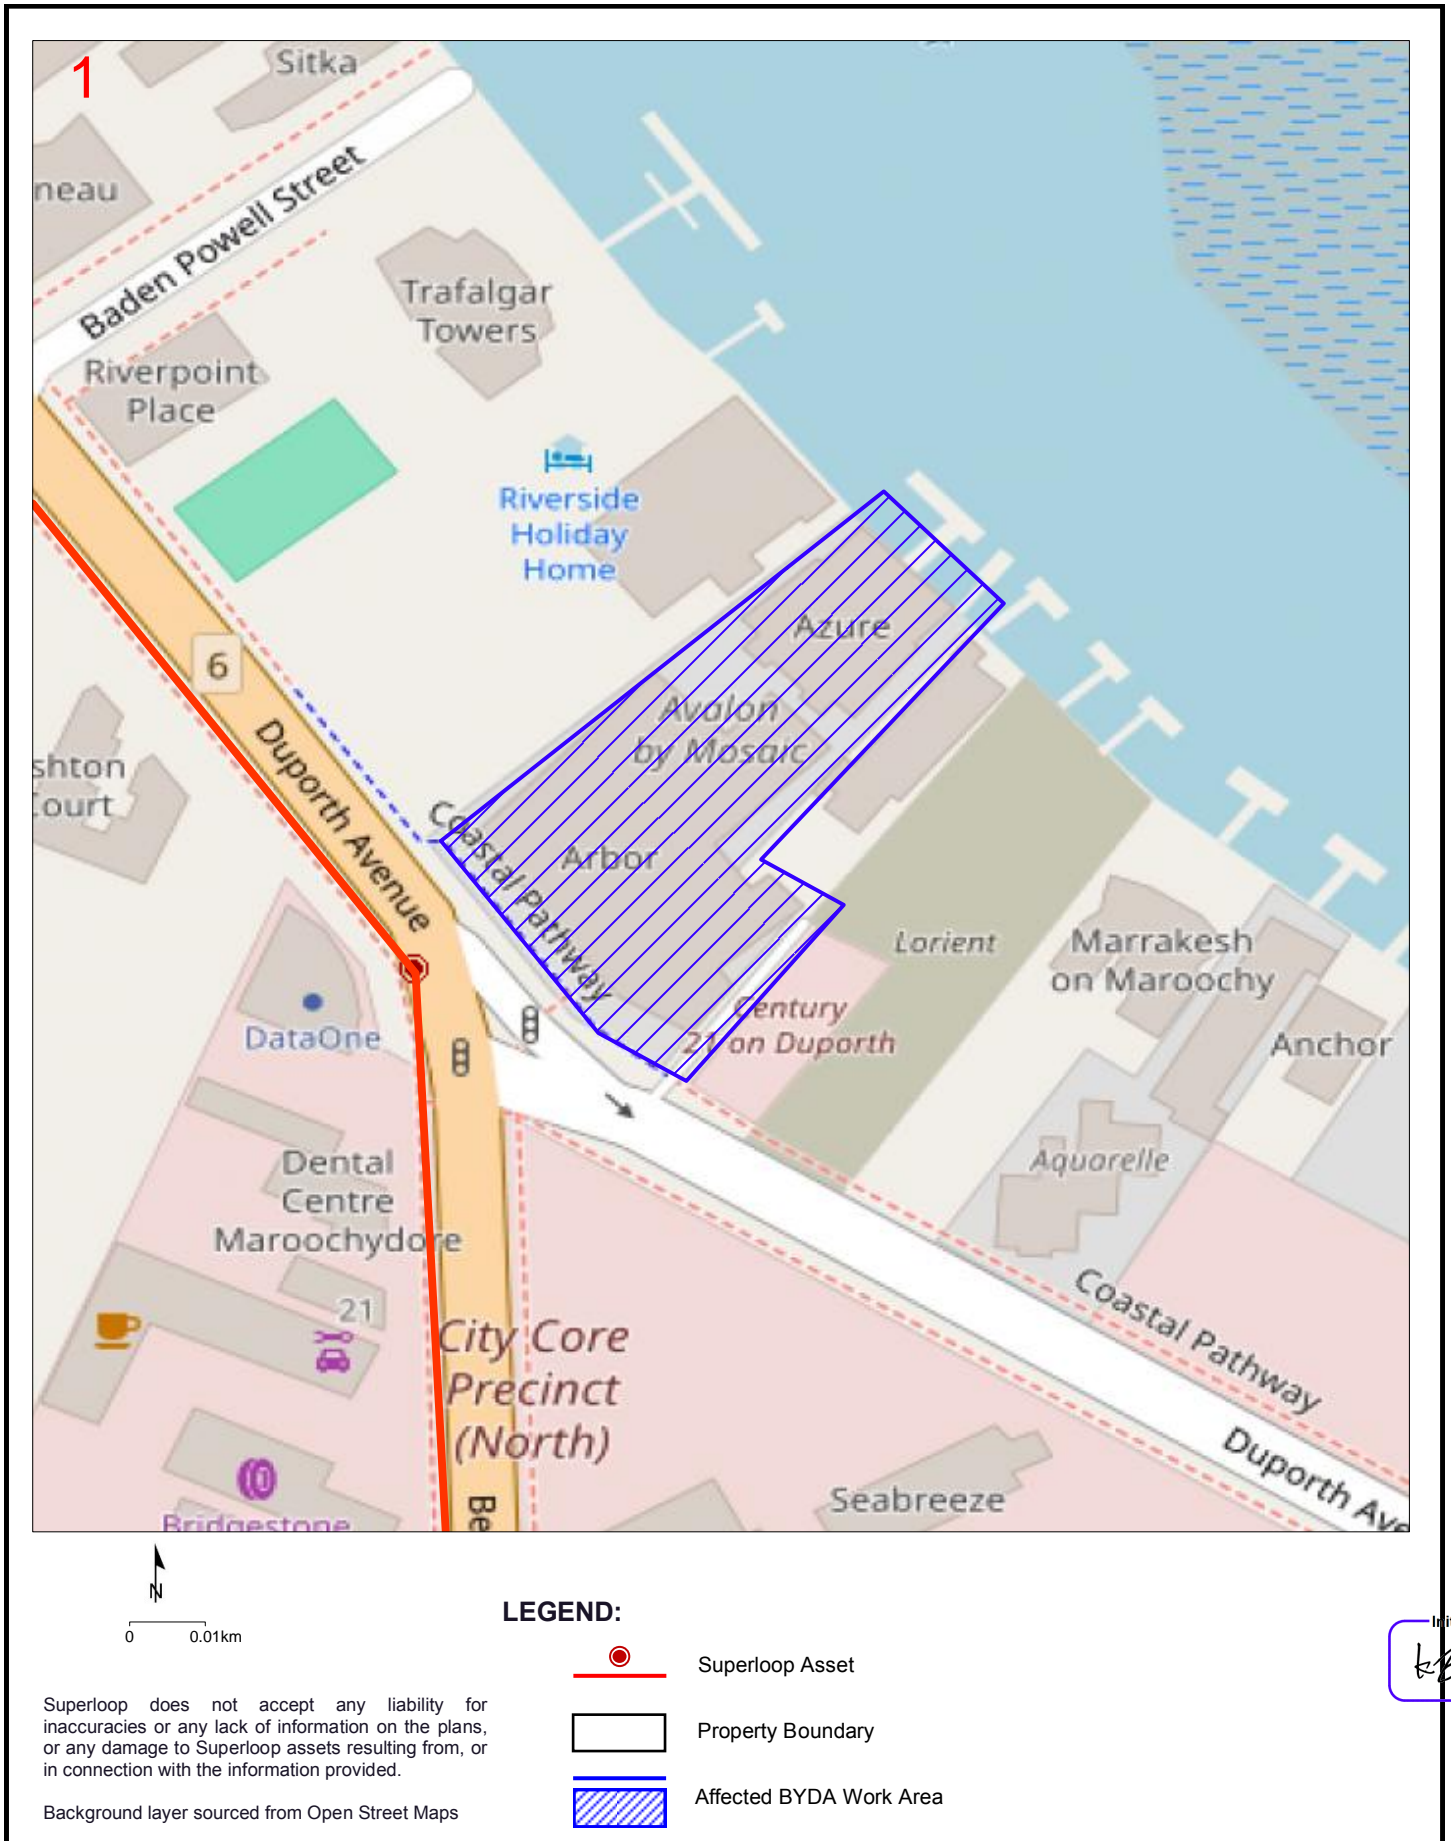 1
Sitka
neau
Baden Powell Street
Trafalgar
Towers
Riverpoint
Place
Riverside
Holiday
Home
Azure
6
Avalon
by Mosaic
Duporth Avenue
shton
Court
Coastal Pathway
Arbor
Lorient
Marrakesh
on Maroochy
Century
21 on Duporth
Anchor
DataOne
Dental
Centre
Maroochydore
Aquarelle
21
City Core
Precinct
(North)
Coastal Pathway
Duporth Ave
Seabreeze
Be
Bridgestone
N
0 0.01km
LEGEND:
Superloop Asset
Property Boundary
Affected BYDA Work Area
Superloop does not accept any liability for
inaccuracies or any lack of information on the plans,
or any damage to Superloop assets resulting from, or
in connection with the information provided.
Background layer sourced from Open Street Maps